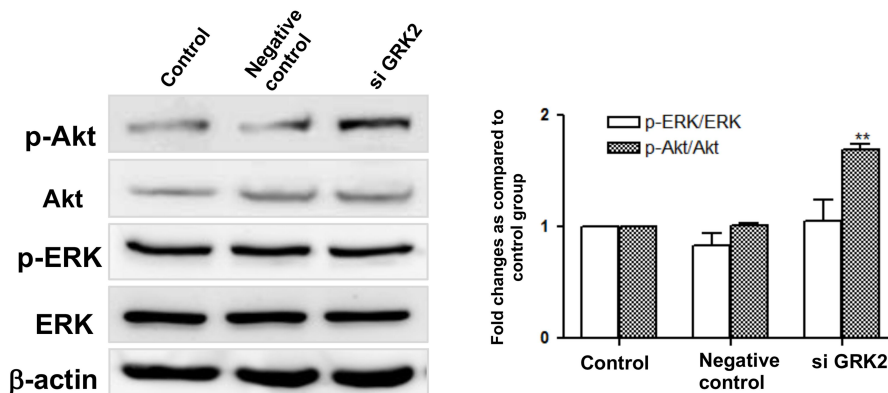 Control
Negative
control
si GRK2
p-Akt
Akt
p-ERK
ERK
β-actin
Fold changes as compared to
control group
2
1
0
p-ERK/ERK
p-Akt/Akt
**
Control
Negative
control
si GRK2